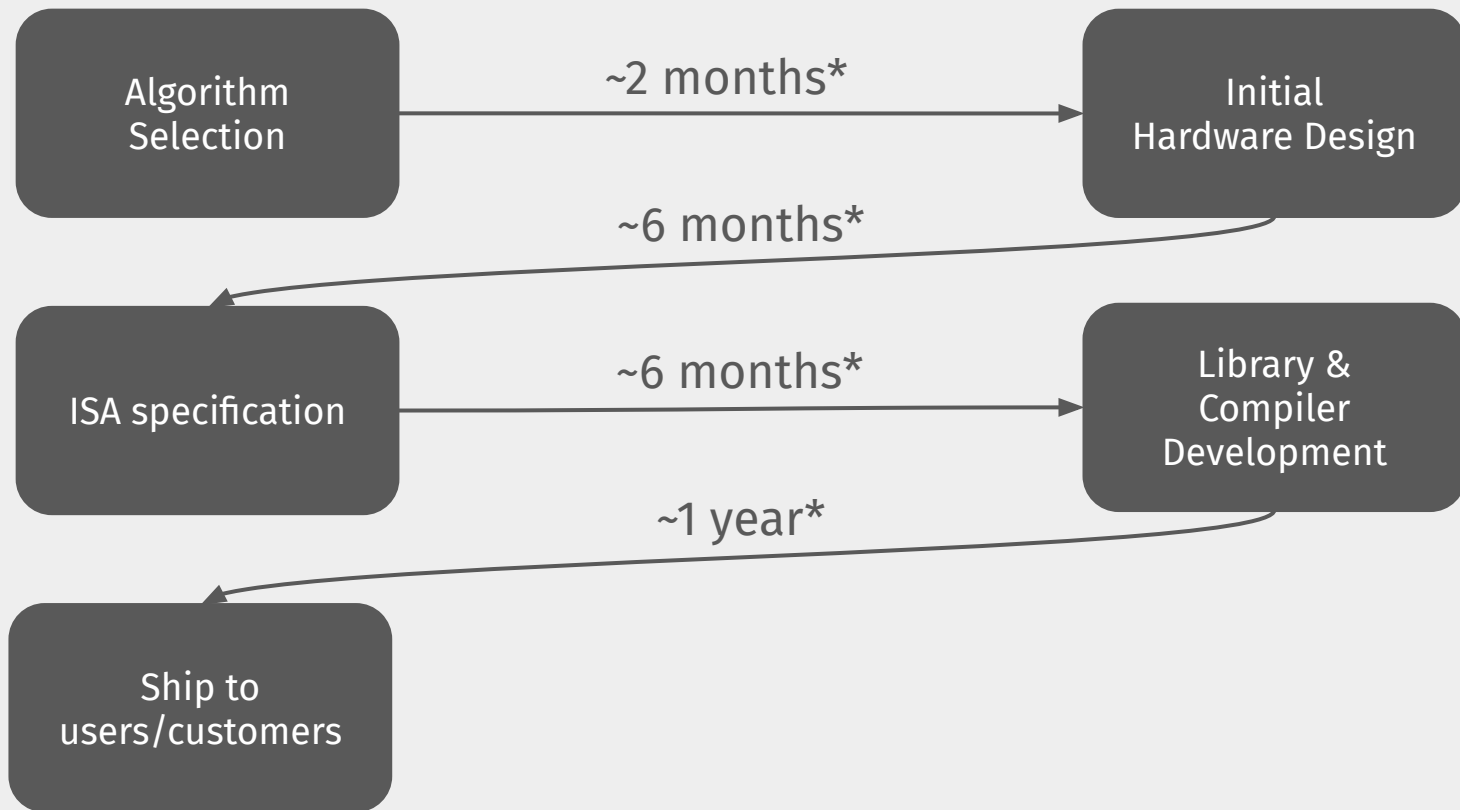 Algorithm
Selection
~2 months*
Initial
Hardware Design
~6 months*
ISA specification
~6 months*
Library &
Compiler
Development
~1 year*
Ship to
users/customers